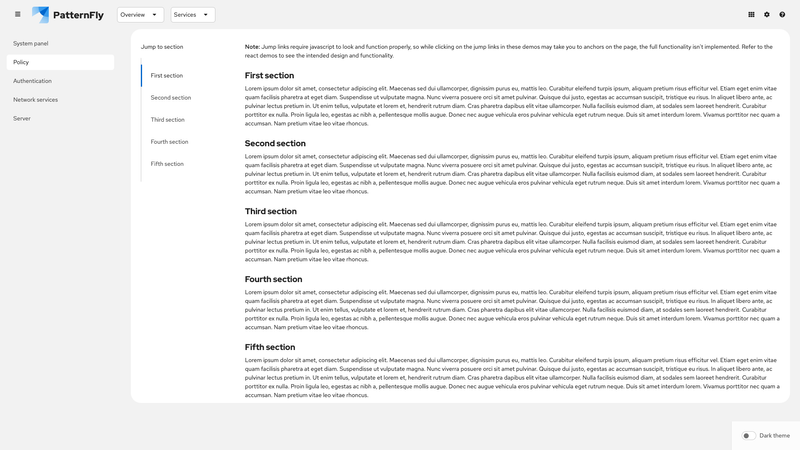 PatternFly
Overview
Services
System panel
Policy
Authentication
Network services
Server
Jump to section
First section
Second section
Third section
Fourth section
Fifth section
Note: Jump links require javascript to look and function properly, so while clicking on the jump links in these demos may take you to anchors on the page, the full functionality isn't implemented. Refer to the
react demos to see the intended design and functionality.
First section
Lorem ipsum dolor sit amet, consectetur adipiscing elit. Maecenas sed dui ullamcorper, dignissim purus eu, mattis leo. Curabitur eleifend turpis ipsum, aliquam pretium risus efficitur vel. Etiam eget enim vitae
quam facilisis pharetra at eget diam. Suspendisse ut vulputate magna. Nunc viverra posuere orci sit amet pulvinar. Quisque dui justo, egestas ac accumsan suscipit, tristique eu risus. In aliquet libero ante, ac
pulvinar lectus pretium in. Ut enim tellus, vulputate et lorem et, hendrerit rutrum diam. Cras pharetra dapibus elit vitae ullamcorper. Nulla facilisis euismod diam, at sodales sem laoreet hendrerit. Curabitur
porttitor ex nulla. Proin ligula leo, egestas ac nibh a, pellentesque mollis augue. Donec nec augue vehicula eros pulvinar vehicula eget rutrum neque. Duis sit amet interdum lorem. Vivamus porttitor nec quam a
accumsan. Nam pretium vitae leo vitae rhoncus.
Second section
Lorem ipsum dolor sit amet, consectetur adipiscing elit. Maecenas sed dui ullamcorper, dignissim purus eu, mattis leo. Curabitur eleifend turpis ipsum, aliquam pretium risus efficitur vel. Etiam eget enim vitae
quam facilisis pharetra at eget diam. Suspendisse ut vulputate magna. Nunc viverra posuere orci sit amet pulvinar. Quisque dui justo, egestas ac accumsan suscipit, tristique eu risus. In aliquet libero ante, ac
pulvinar lectus pretium in. Ut enim tellus, vulputate et lorem et, hendrerit rutrum diam. Cras pharetra dapibus elit vitae ullamcorper. Nulla facilisis euismod diam, at sodales sem laoreet hendrerit. Curabitur
porttitor ex nulla. Proin ligula leo, egestas ac nibh a, pellentesque mollis augue. Donec nec augue vehicula eros pulvinar vehicula eget rutrum neque. Duis sit amet interdum lorem. Vivamus porttitor nec quam a
accumsan. Nam pretium vitae leo vitae rhoncus.
Third section
Lorem ipsum dolor sit amet, consectetur adipiscing elit. Maecenas sed dui ullamcorper, dignissim purus eu, mattis leo. Curabitur eleifend turpis ipsum, aliquam pretium risus efficitur vel. Etiam eget enim vitae
quam facilisis pharetra at eget diam. Suspendisse ut vulputate magna. Nunc viverra posuere orci sit amet pulvinar. Quisque dui justo, egestas ac accumsan suscipit, tristique eu risus. In aliquet libero ante, ac
pulvinar lectus pretium in. Ut enim tellus, vulputate et lorem et, hendrerit rutrum diam. Cras pharetra dapibus elit vitae ullamcorper. Nulla facilisis euismod diam, at sodales sem laoreet hendrerit. Curabitur
porttitor ex nulla. Proin ligula leo, egestas ac nibh a, pellentesque mollis augue. Donec nec augue vehicula eros pulvinar vehicula eget rutrum neque. Duis sit amet interdum lorem. Vivamus porttitor nec quam a
accumsan. Nam pretium vitae leo vitae rhoncus.
Fourth section
Lorem ipsum dolor sit amet, consectetur adipiscing elit. Maecenas sed dui ullamcorper, dignissim purus eu, mattis leo. Curabitur eleifend turpis ipsum, aliquam pretium risus efficitur vel. Etiam eget enim vitae
quam facilisis pharetra at eget diam. Suspendisse ut vulputate magna. Nunc viverra posuere orci sit amet pulvinar. Quisque dui justo, egestas ac accumsan suscipit, tristique eu risus. In aliquet libero ante, ac
pulvinar lectus pretium in. Ut enim tellus, vulputate et lorem et, hendrerit rutrum diam. Cras pharetra dapibus elit vitae ullamcorper. Nulla facilisis euismod diam, at sodales sem laoreet hendrerit. Curabitur
porttitor ex nulla. Proin ligula leo, egestas ac nibh a, pellentesque mollis augue. Donec nec augue vehicula eros pulvinar vehicula eget rutrum neque. Duis sit amet interdum lorem. Vivamus porttitor nec quam a
accumsan. Nam pretium vitae leo vitae rhoncus.
Fifth section
Lorem ipsum dolor sit amet, consectetur adipiscing elit. Maecenas sed dui ullamcorper, dignissim purus eu, mattis leo. Curabitur eleifend turpis ipsum, aliquam pretium risus efficitur vel. Etiam eget enim vitae
quam facilisis pharetra at eget diam. Suspendisse ut vulputate magna. Nunc viverra posuere orci sit amet pulvinar. Quisque dui justo, egestas ac accumsan suscipit, tristique eu risus. In aliquet libero ante, ac
pulvinar lectus pretium in. Ut enim tellus, vulputate et lorem et, hendrerit rutrum diam. Cras pharetra dapibus elit vitae ullamcorper. Nulla facilisis euismod diam, at sodales sem laoreet hendrerit. Curabitur
porttitor ex nulla. Proin ligula leo, egestas ac nibh a, pellentesque mollis augue. Donec nec augue vehicula eros pulvinar vehicula eget rutrum neque. Duis sit amet interdum lorem. Vivamus porttitor nec quam a
accumsan. Nam pretium vitae leo vitae rhoncus.
Dark theme